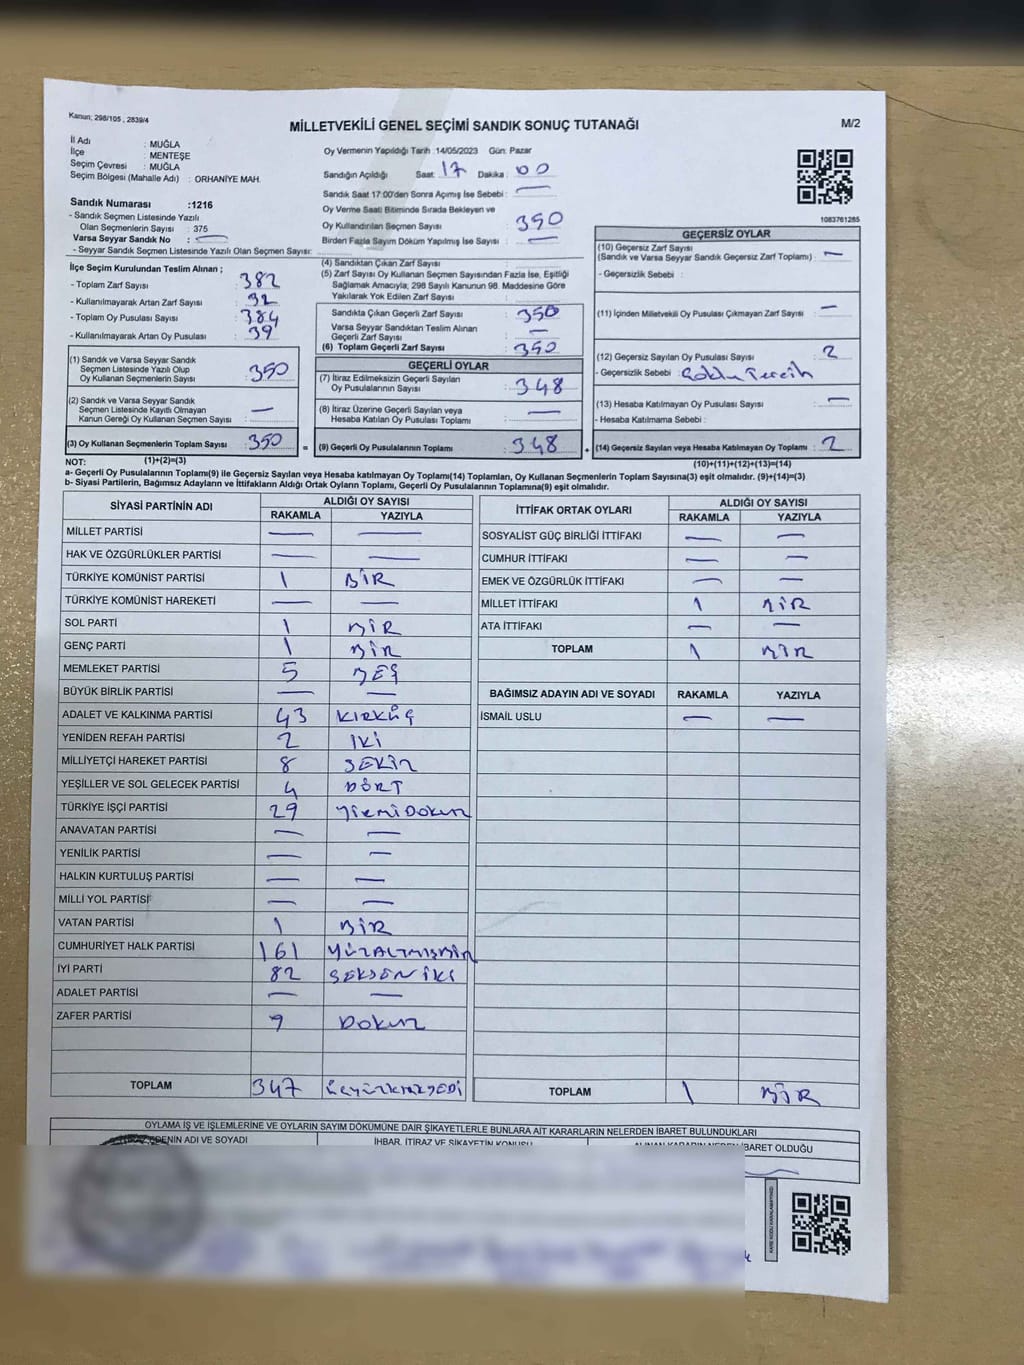 Kanun: 298/105 , 2839/4
MİLLETVEKİLİ GENEL SEÇİMİ SANDIK SONUÇ TUTANAĞI
M/2
İl Adı : MUĞLA
İlçe : MENTEŞE
Seçim Çevresi : MUĞLA
Seçim Bölgesi (Mahalle Adı) : ORHANİYE MAH.
Oy Vermenin Yapıldığı Tarih :14/05/2023 Gün: Pazar
Sandığın Açıldığı Saat: 17 Dakika: 00
Sandık Saat 17:00'den Sonra Açımış İse Sebebi : —
Oy Verme Saati Bitiminde Sırada Bekleyen ve
Oy Kullandırılan Seçmen Sayısı : 350
Birden Fazla Sayım Döküm Yapılmış İse Sayısı : —
1083761285
Sandık Numarası :1216
- Sandık Seçmen Listesinde Yazılı
Olan Seçmenlerin Sayısı : 375
Varsa Seyyar Sandık No : —
- Seyyar Sandık Seçmen Listesinde Yazılı Olan Seçmen Sayısı:
İlçe Seçim Kurulundan Teslim Alınan ;
- Toplam Zarf Sayısı : 382
- Kullanılmayarak Artan Zarf Sayısı : 32
- Toplam Oy Pusulası Sayısı : 384
- Kullanılmayarak Artan Oy Pusulası : 39
(4) Sandıktan Çıkan Zarf Sayısı :
(5) Zarf Sayısı Oy Kullanan Seçmen Sayısından Fazla İse, Eşitliği
Sağlamak Amacıyla, 298 Sayılı Kanunun 98. Maddesine Göre
Yakılarak Yok Edilen Zarf Sayısı :
Sandıkta Çıkan Geçerli Zarf Sayısı : 350
Varsa Seyyar Sandıktan Teslim Alınan
Geçerli Zarf Sayısı : —
(6) Toplam Geçerli Zarf Sayısı : 350
GEÇERSİZ OYLAR
(10) Geçersiz Zarf Sayısı
(Sandık ve Varsa Seyyar Sandık Geçersiz Zarf Toplamı) : —
- Geçersizlik Sebebi :
(11) İçinden Milletvekili Oy Pusulası Çıkmayan Zarf Sayısı : —
(12) Geçersiz Sayılan Oy Pusulası Sayısı : 2
- Geçersizlik Sebebi : Çoklu Tercih
(13) Hesaba Katılmayan Oy Pusulası Sayısı : —
- Hesaba Katılmama Sebebi :
(14) Geçersiz Sayılan veya Hesaba Katılmayan Oy Toplamı : 2
(1) Sandık ve Varsa Seyyar Sandık
Seçmen Listesinde Yazılı Olup
Oy Kullanan Seçmenlerin Sayısı : 350
(2) Sandık ve Varsa Seyyar Sandık
Seçmen Listesinde Kayıtlı Olmayan
Kanun Gereği Oy Kullanan Seçmen Sayısı : —
(3) Oy Kullanan Seçmenlerin Toplam Sayısı : 350
GEÇERLİ OYLAR
(7) İtiraz Edilmeksizin Geçerli Sayılan
Oy Pusulalarının Sayısı : 348
(8) İtiraz Üzerine Geçerli Sayılan veya
Hesaba Katılan Oy Pusulası Toplamı : —
(9) Geçerli Oy Pusulalarının Toplamı : 348
NOT: (1)+(2)=(3)
(10)+(11)+(12)+(13)=(14)
a- Geçerli Oy Pusulalarının Toplamı(9) ile Geçersiz Sayılan veya Hesaba katılmayan Oy Toplamı(14) Toplamları, Oy Kullanan Seçmenlerin Toplam Sayısına(3) eşit olmalıdır. (9)+(14)=(3)
b- Siyasi Partilerin, Bağımsız Adayların ve İttifakların Aldığı Ortak Oyların Toplamı, Geçerli Oy Pusulalarının Toplamına(9) eşit olmalıdır.
SİYASİ PARTİNİN ADI ALDIĞI OY SAYISI
RAKAMLA YAZIYLA
MİLLET PARTİSİ — —
HAK VE ÖZGÜRLÜKLER PARTİSİ — —
TÜRKİYE KOMÜNİST PARTİSİ 1 BİR
TÜRKİYE KOMÜNİST HAREKETİ — —
SOL PARTİ 1 BİR
GENÇ PARTİ 1 BİR
MEMLEKET PARTİSİ 5 BEŞ
BÜYÜK BİRLİK PARTİSİ — —
ADALET VE KALKINMA PARTİSİ 43 KIRKÜÇ
YENİDEN REFAH PARTİSİ 2 İKİ
MİLLİYETÇİ HAREKET PARTİSİ 8 SEKİZ
YEŞİLLER VE SOL GELECEK PARTİSİ 4 DÖRT
TÜRKİYE İŞÇİ PARTİSİ 29 YİRMİDOKUZ
ANAVATAN PARTİSİ — —
YENİLİK PARTİSİ — —
HALKIN KURTULUŞ PARTİSİ — —
MİLLİ YOL PARTİSİ — —
VATAN PARTİSİ 1 BİR
CUMHURİYET HALK PARTİSİ 161 YÜZALTMIŞBİR
İYİ PARTİ 82 SEKSEN İKİ
ADALET PARTİSİ — —
ZAFER PARTİSİ 9 DOKUZ
TOPLAM 347 ÜÇYÜZKIRKYEDİ
İTTİFAK ORTAK OYLARI ALDIĞI OY SAYISI
RAKAMLA YAZIYLA
SOSYALİST GÜÇ BİRLİĞİ İTTİFAKI — —
CUMHUR İTTİFAKI — —
EMEK VE ÖZGÜRLÜK İTTİFAKI — —
MİLLET İTTİFAKI 1 BİR
ATA İTTİFAKI — —
TOPLAM 1 BİR
BAĞIMSIZ ADAYIN ADI VE SOYADI RAKAMLA YAZIYLA
İSMAİL USLU — —
TOPLAM 1 BİR
OYLAMA İŞ VE İŞLEMLERİNE VE OYLARIN SAYIM DÖKÜMÜNE DAİR ŞİKAYETLERLE BUNLARA AİT KARARLARIN NELERDEN İBARET BULUNDUKLARI
EDENİN ADI VE SOYADI İHBAR, İTİRAZ VE ŞİKAYETİN KONUSU ALINAN KARARIN NEDEN İBARET OLDUĞU